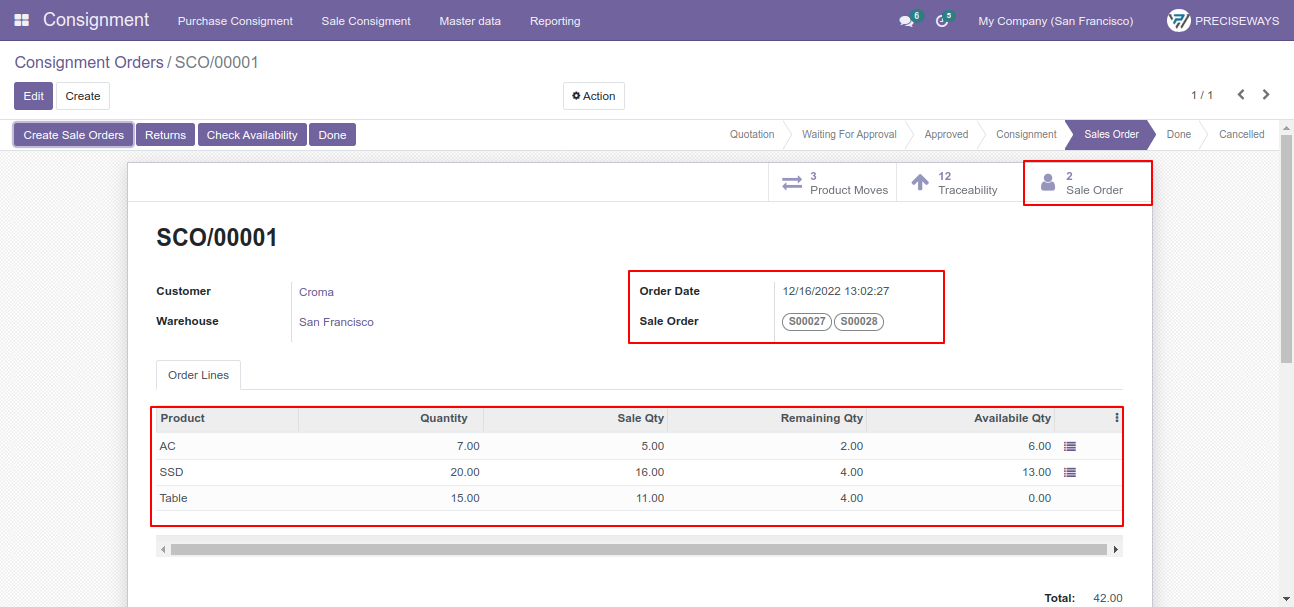 Consignment Purchase Consigment Sale Consigment Master data Reporting 6 5 My Company (San Francisco) PRECISEWAYS
Consignment Orders / SCO/00001
Edit Create Action 1 / 1
Create Sale Orders Returns Check Availability Done Quotation Waiting For Approval Approved Consignment Sales Order Done Cancelled
3 12 2
Product Moves Traceability Sale Order
SCO/00001
Customer Croma Order Date 12/16/2022 13:02:27
Warehouse San Francisco Sale Order S00027 S00028
Order Lines
Product Quantity Sale Qty Remaining Qty Availabile Qty
AC 7.00 5.00 2.00 6.00
SSD 20.00 16.00 4.00 13.00
Table 15.00 11.00 4.00 0.00
Total: 42.00